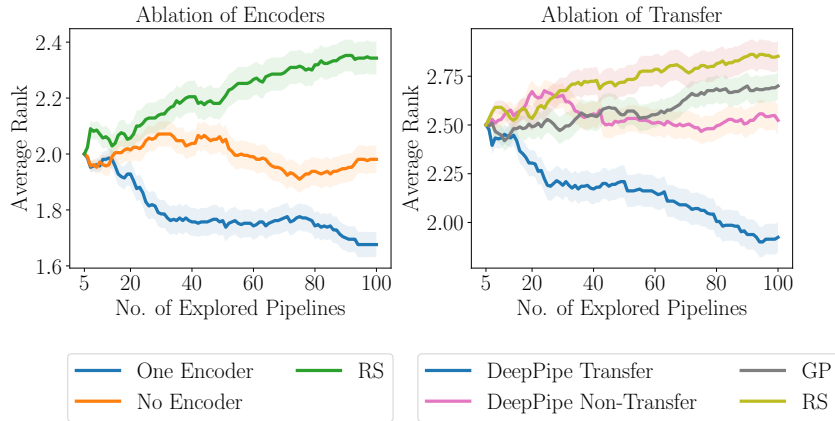 Ablation of Encoders
Average Rank
2.4
2.2
2.0
1.8
1.6
5 20 40 60 80 100
No. of Explored Pipelines
Ablation of Transfer
Average Rank
2.75
2.50
2.25
2.00
5 20 40 60 80 100
No. of Explored Pipelines
One Encoder
No Encoder
RS
DeepPipe Transfer
DeepPipe Non-Transfer
GP
RS